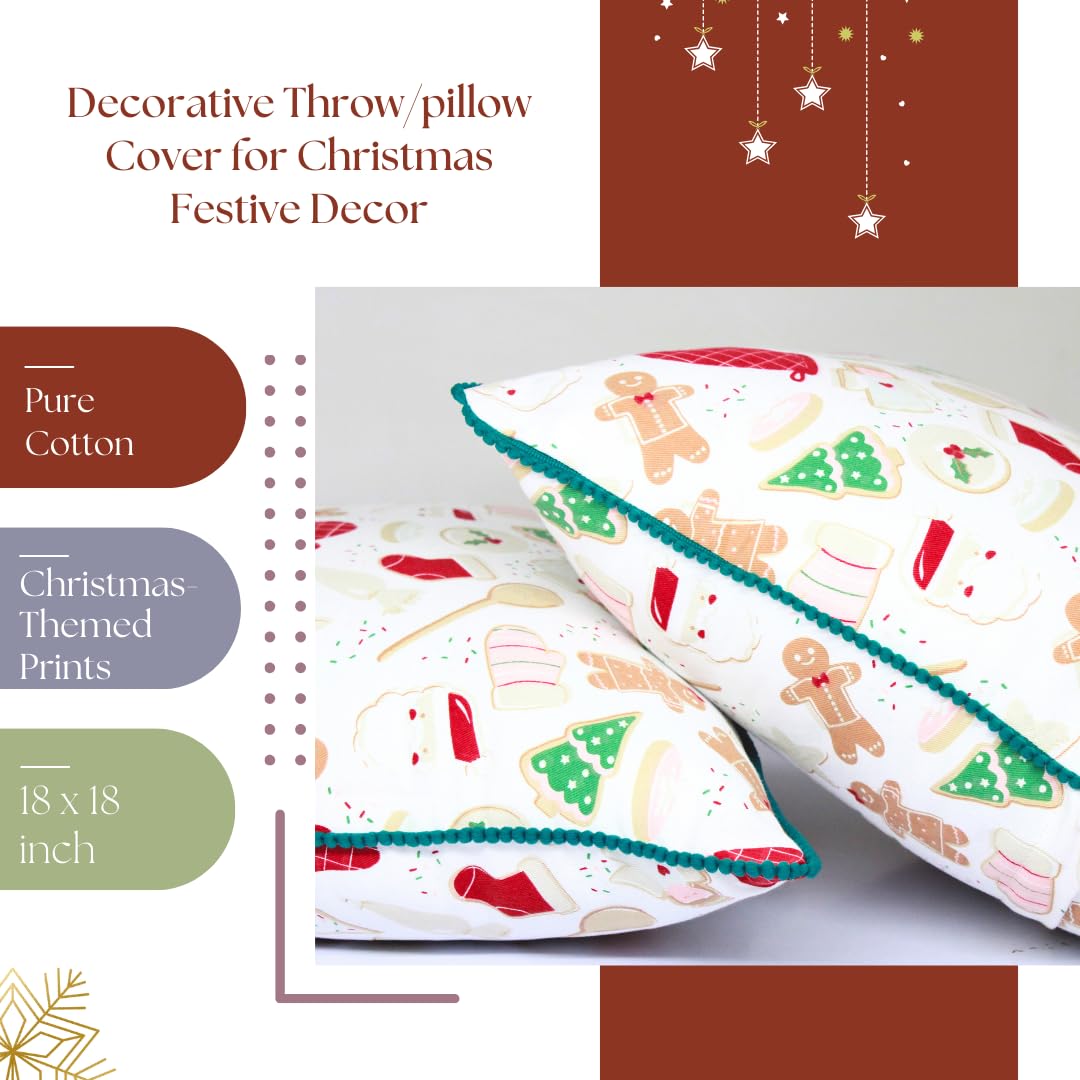 Decorative Throw/pillow
Cover for Christmas
Festive Decor
Pure
Cotton
Christmas-
Themed
Prints
18 x 18
inch